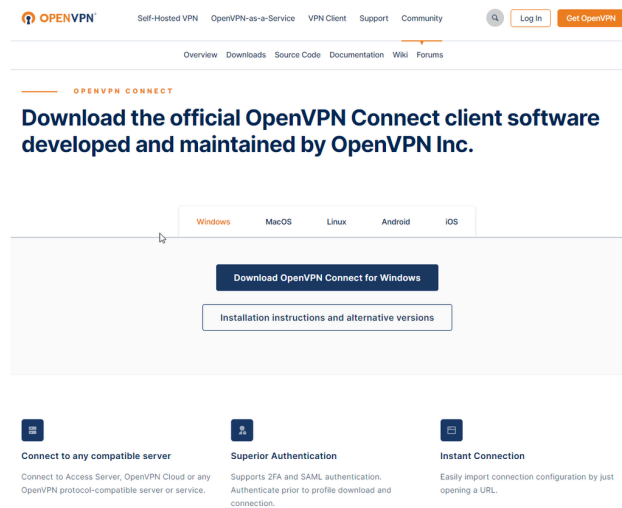 OPENVPN
Self-Hosted VPN OpenVPN-as-a-Service VPN Client Support Community
Log In
Get OpenVPN
Overview Downloads Source Code Documentation Wiki Forums
OPENVPN CONNECT
Download the official OpenVPN Connect client software
developed and maintained by OpenVPN Inc.
Windows MacOS Linux Android iOS
Download OpenVPN Connect for Windows
Installation instructions and alternative versions
Connect to any compatible server
Connect to Access Server, OpenVPN Cloud or any
OpenVPN protocol-compatible server or service.
Superior Authentication
Supports 2FA and SAML authentication.
Authenticate prior to profile download and
connection.
Instant Connection
Easily import connection configuration by just
opening a URL.